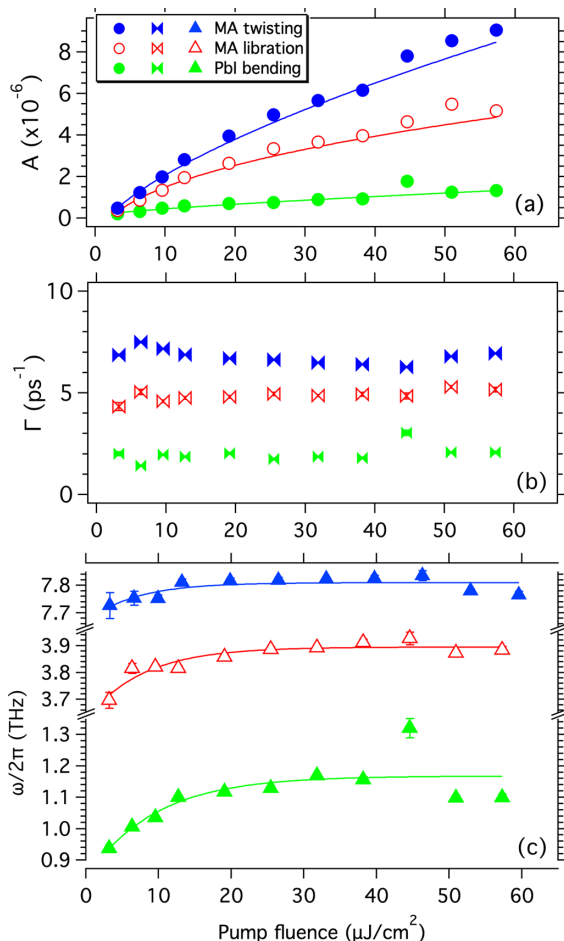 MA twisting
MA libration
PbI bending
A (x10-6)
8
6
4
2
0
(a)
0 10 20 30 40 50 60
Γ (ps-1)
10
5
0
(b)
0 10 20 30 40 50 60
ω/2π (THz)
7.8
7.7
3.9
3.8
3.7
1.3
1.2
1.1
1.0
0.9
(c)
0 10 20 30 40 50 60
Pump fluence (μJ/cm2)